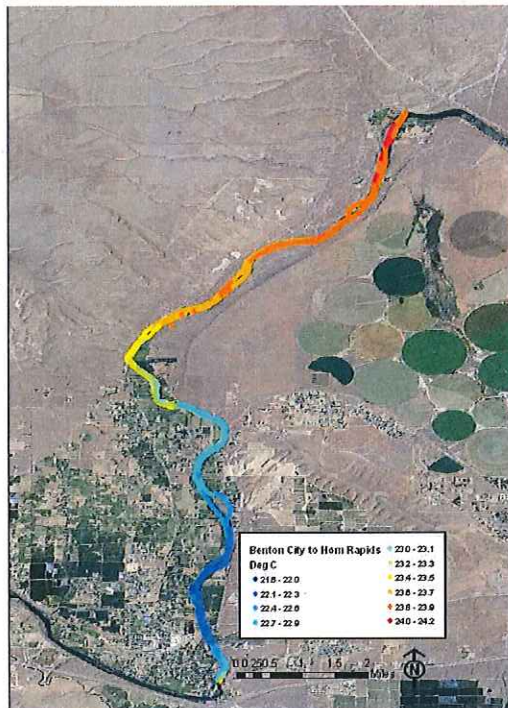 Benton City to Horn Rapids
Deg C
21.6 - 22.0
22.1 - 22.3
22.4 - 22.6
22.7 - 22.9
23.0 - 23.1
23.2 - 23.3
23.4 - 23.5
23.6 - 23.7
23.8 - 23.9
24.0 - 24.2
0 0.25 0.5 1 1.5 2
Miles
N